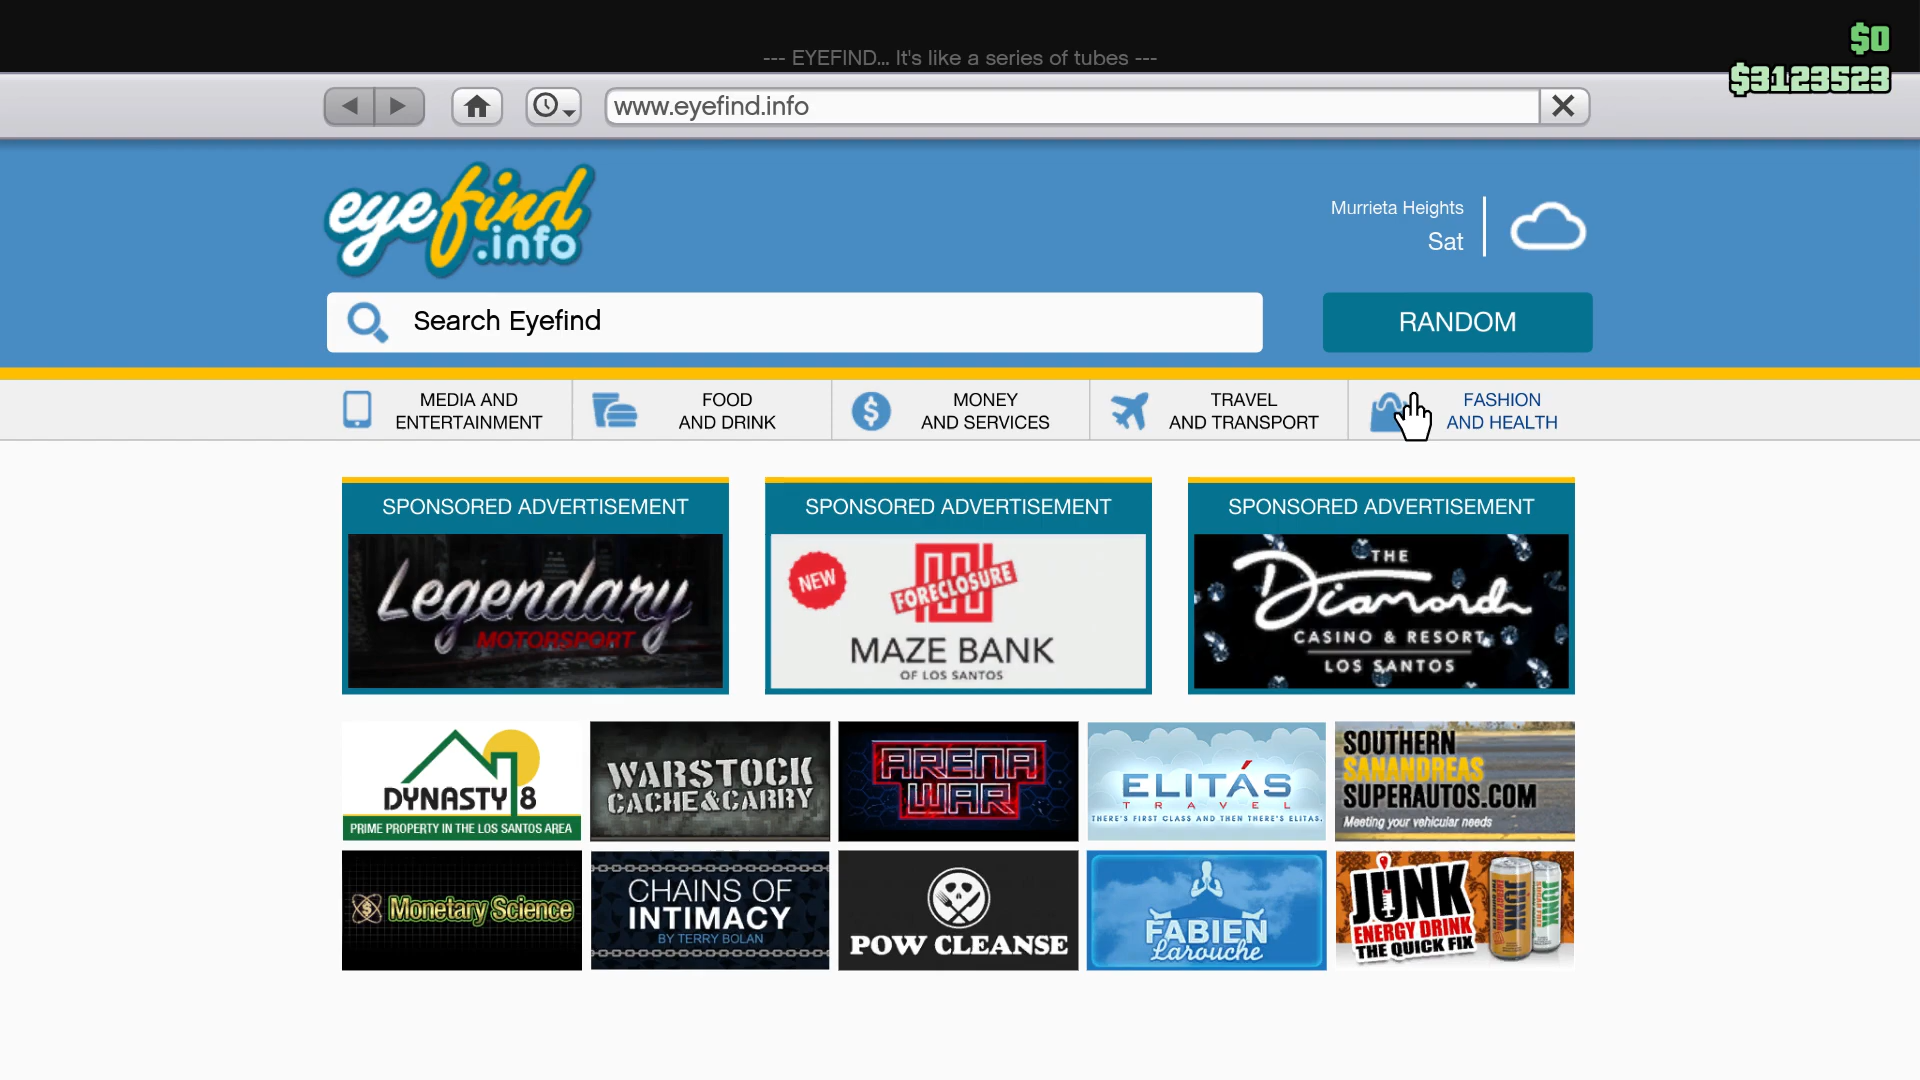 $0
--- EYEFIND... It's like a series of tubes ---
$3123523
www.eyefind.info
eyefind
.info
Murrieta Heights
Sat
Search Eyefind
RANDOM
MEDIA AND
ENTERTAINMENT
FOOD
AND DRINK
MONEY
AND SERVICES
TRAVEL
AND TRANSPORT
FASHION
AND HEALTH
SPONSORED ADVERTISEMENT
Legendary
MOTORSPORT
SPONSORED ADVERTISEMENT
NEW
FORECLOSURE
MAZE BANK
OF LOS SANTOS
SPONSORED ADVERTISEMENT
THE
Diamond
CASINO & RESORT
LOS SANTOS
DYNASTY 8
PRIME PROPERTY IN THE LOS SANTOS AREA
WARSTOCK
CACHE&CARRY
ARENA
WAR
ELITÁS
TRAVEL
THERE'S FIRST CLASS AND THEN THERE'S ELITAS.
SOUTHERN
SANANDREAS
SUPERAUTOS.COM
Meeting your vehicular needs
$ Monetary Science
CHAINS OF
INTIMACY
BY TERRY BOLAN
POW CLEANSE
FABIEN
Larouche
JUNK
ENERGY DRINK
THE QUICK FIX